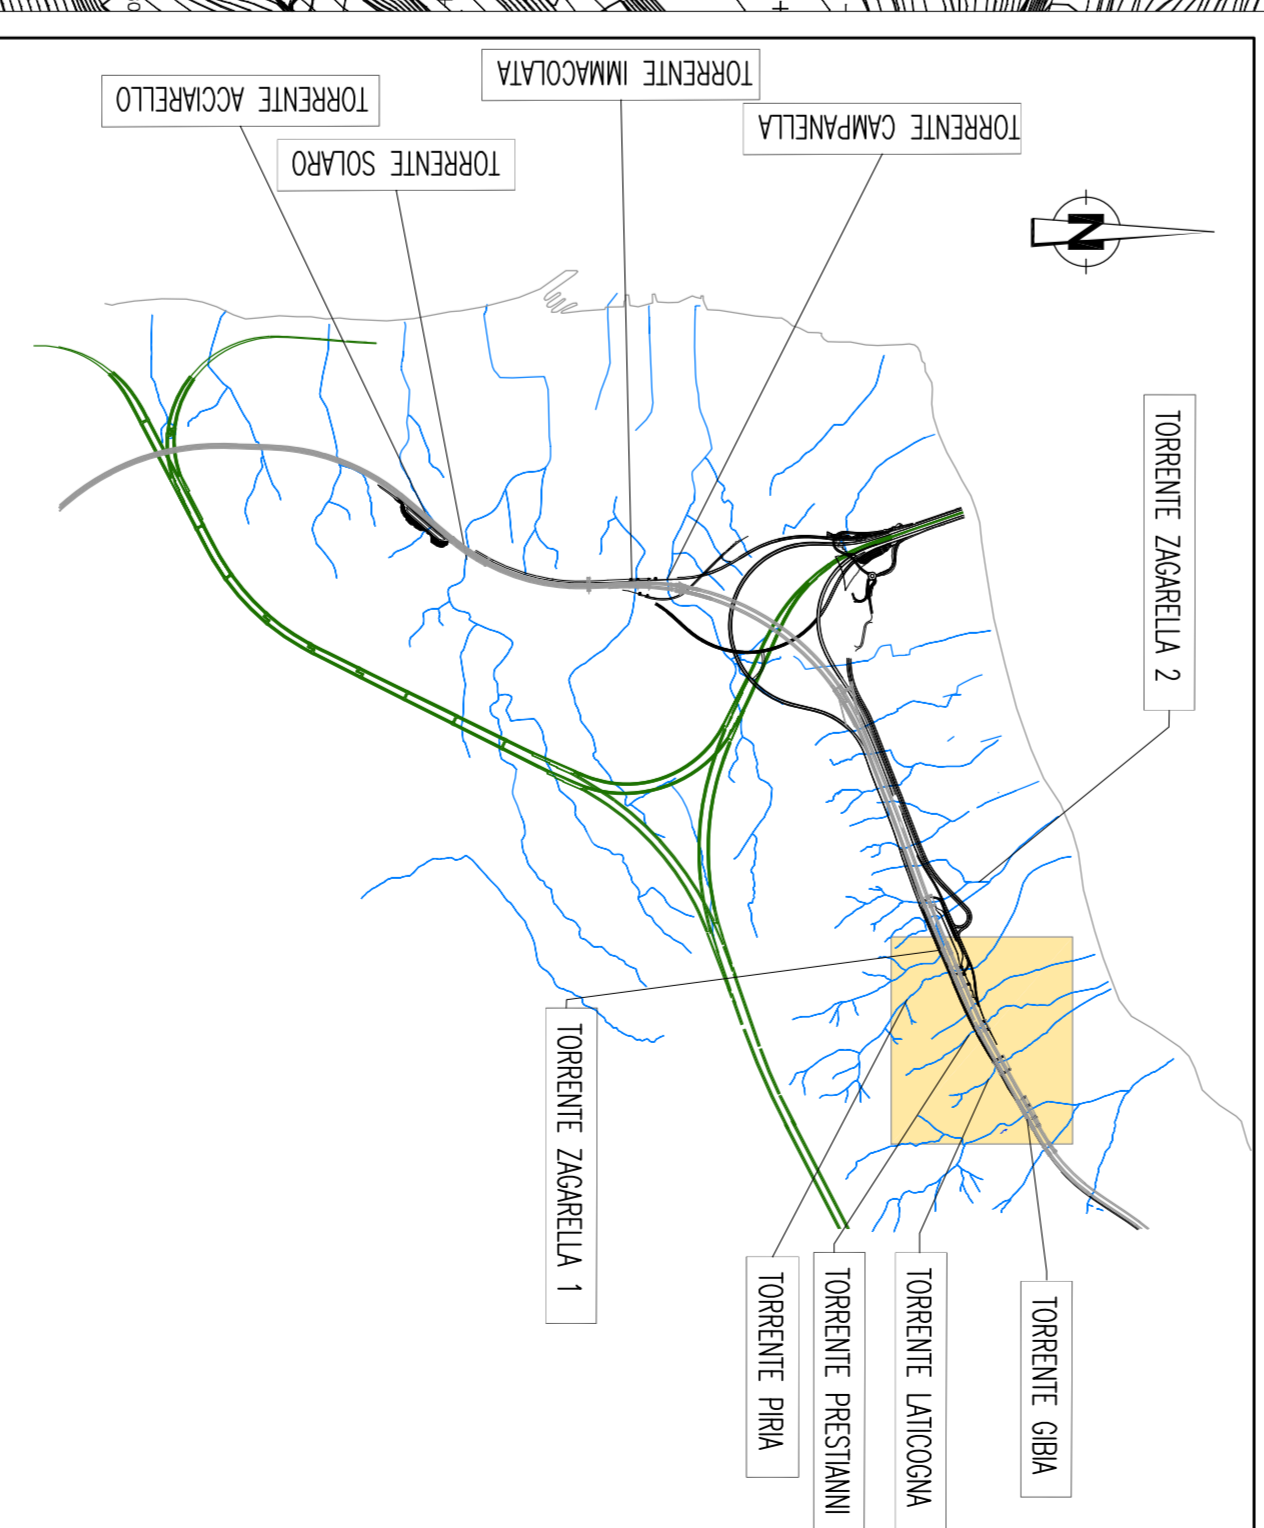 TORRENTE ACCIARELLO
TORRENTE SOLARO
TORRENTE IMMACOLATA
TORRENTE CAMPANELLA
N
TORRENTE ZAGARELLA 2
TORRENTE ZAGARELLA 1
TORRENTE PIRIA
TORRENTE PRESTIANNI
TORRENTE LATICOGNA
TORRENTE GIBIA